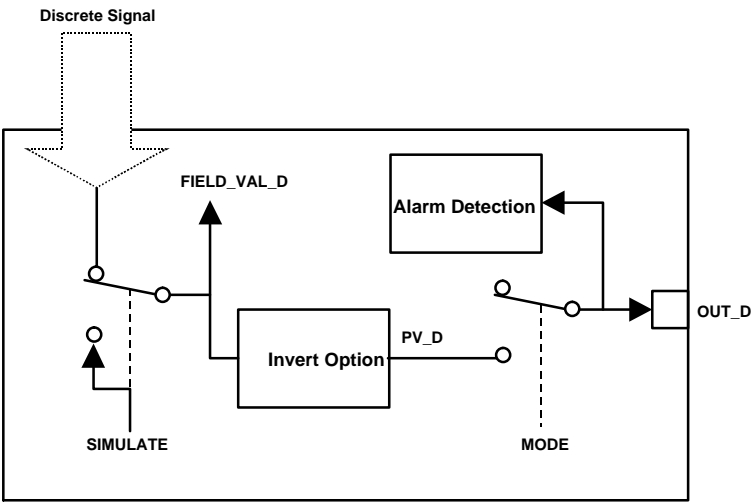 Discrete Signal
FIELD_VAL_D
Alarm Detection
OUT_D
PV_D
Invert Option
SIMULATE
MODE